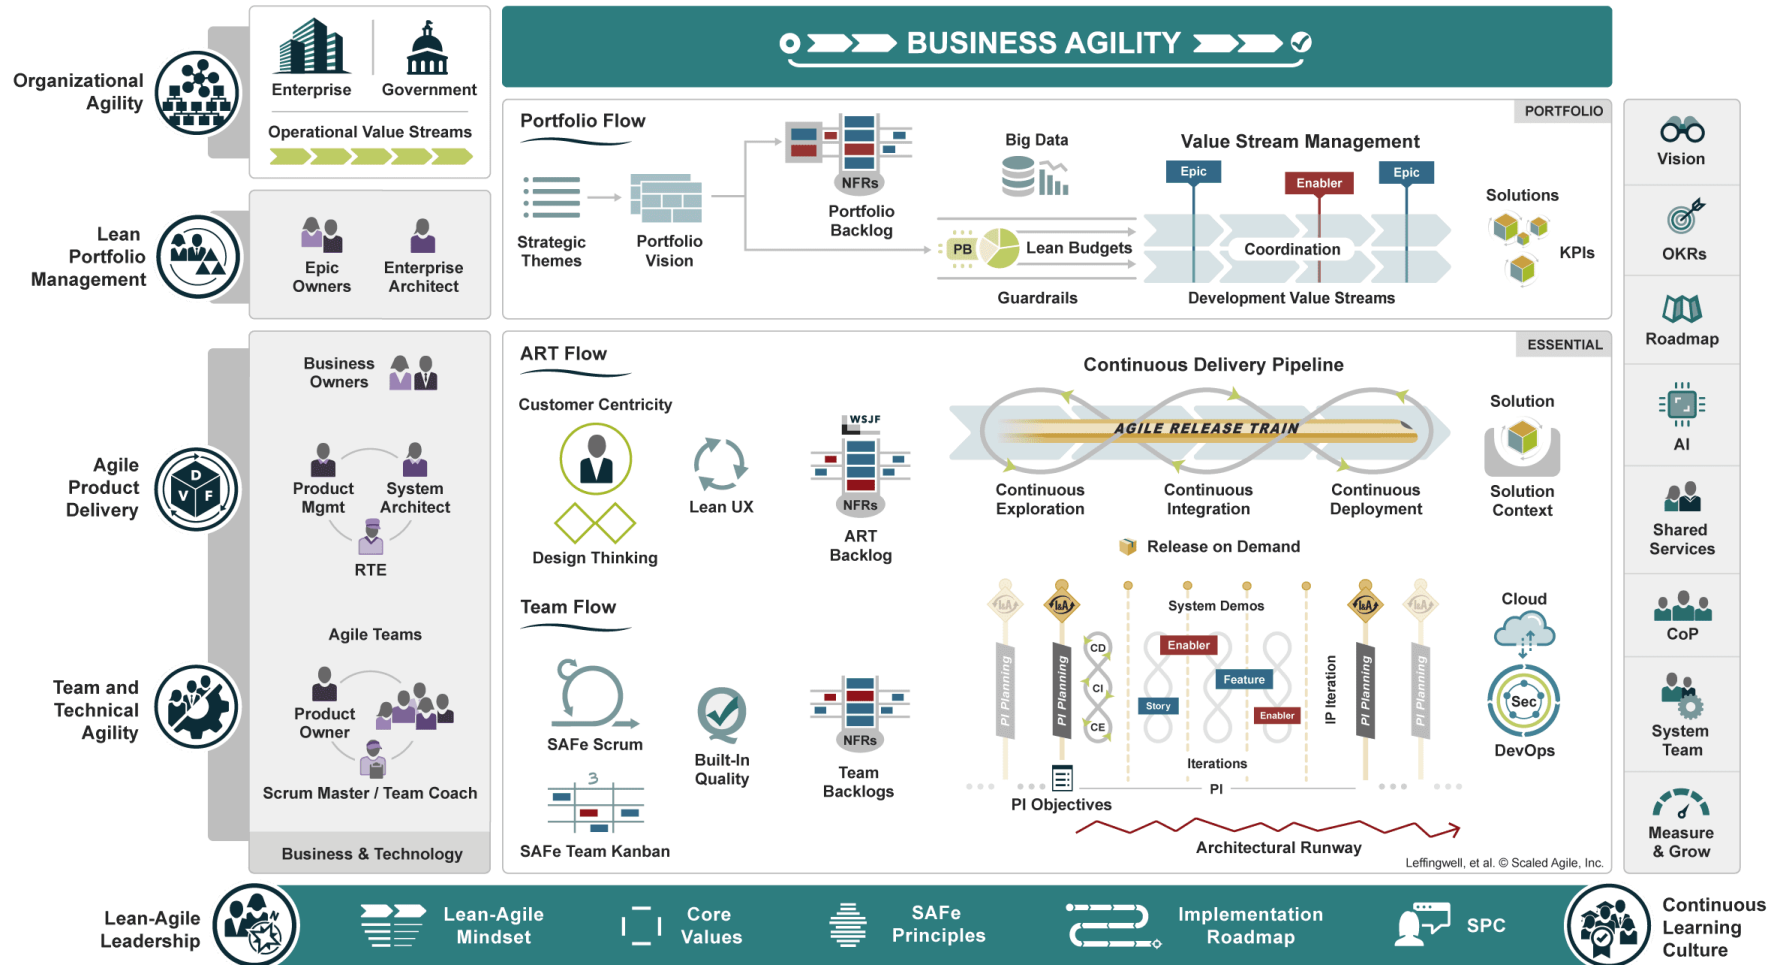 BUSINESS AGILITY
Organizational
Agility
Enterprise
Government
Operational Value Streams
Lean
Portfolio
Management
Epic
Owners
Enterprise
Architect
PORTFOLIO
Portfolio Flow
Strategic
Themes
Portfolio
Vision
NFRs
Portfolio
Backlog
Big Data
PB
Lean Budgets
Guardrails
Value Stream Management
Epic
Enabler
Epic
Coordination
Development Value Streams
Solutions
KPIs
Agile
Product
Delivery
D
V
F
Business
Owners
Product
Mgmt
System
Architect
RTE
Team and
Technical
Agility
Agile Teams
Product
Owner
Scrum Master / Team Coach
Business & Technology
ESSENTIAL
ART Flow
Customer Centricity
Design Thinking
Lean UX
WSJF
NFRs
ART
Backlog
Continuous Delivery Pipeline
AGILE RELEASE TRAIN
Continuous
Exploration
Continuous
Integration
Continuous
Deployment
Release on Demand
Solution
Solution
Context
Team Flow
SAFe Scrum
3
SAFe Team Kanban
Built-In
Quality
NFRs
Team
Backlogs
I&A
I&A
I&A
I&A
PI Planning
PI Planning
CD
CI
CE
System Demos
Enabler
Feature
Story
Enabler
Iterations
IP Iteration
PI Planning
PI Planning
PI Objectives
PI
Architectural Runway
Cloud
Sec
DevOps
Leffingwell, et al. © Scaled Agile, Inc.
Vision
OKRs
Roadmap
AI
Shared
Services
CoP
System
Team
Measure
& Grow
Lean-Agile
Leadership
N
Lean-Agile
Mindset
Core
Values
SAFe
Principles
Implementation
Roadmap
SPC
Continuous
Learning
Culture